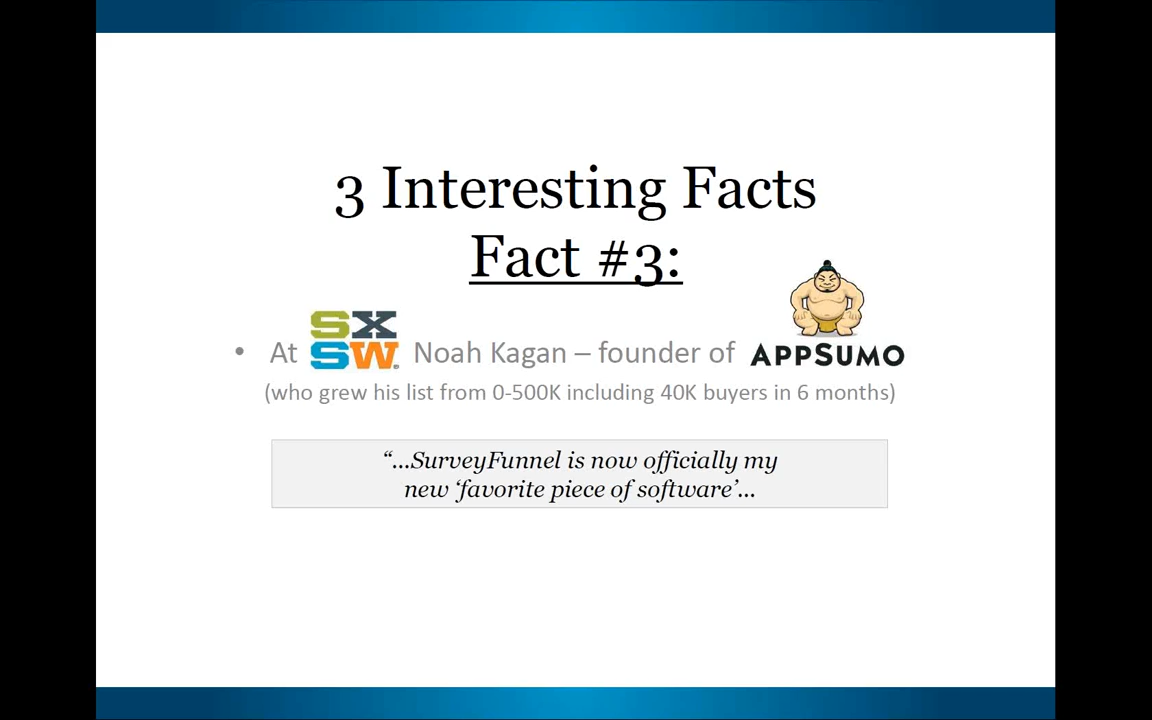 3 Interesting Facts
Fact #3:
• At SXSW® Noah Kagan – founder of APPSUMO
(who grew his list from 0-500K including 40K buyers in 6 months)
“...SurveyFunnel is now officially my
new ‘favorite piece of software’...